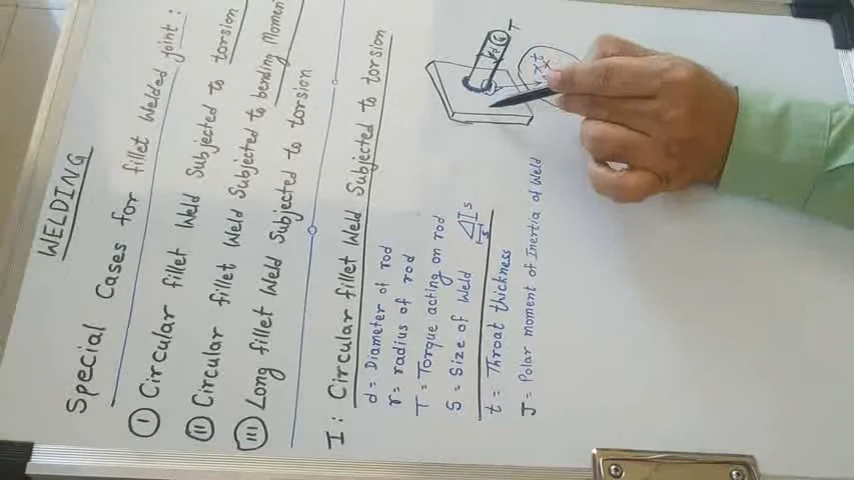 WELDING
Special Cases for fillet Welded joint:
I Circular fillet Weld Subjected to torsion
II Circular fillet Weld Subjected to bending Momen
III Long fillet Weld Subjected to torsion
I: Circular fillet Weld Subjected to torsion
d = Diameter of rod
r = radius of rod
T = Torque acting on rod
S = Size of Weld S
S
t = Throat thickness
J = Polar moment of Inertia of Weld
T
d